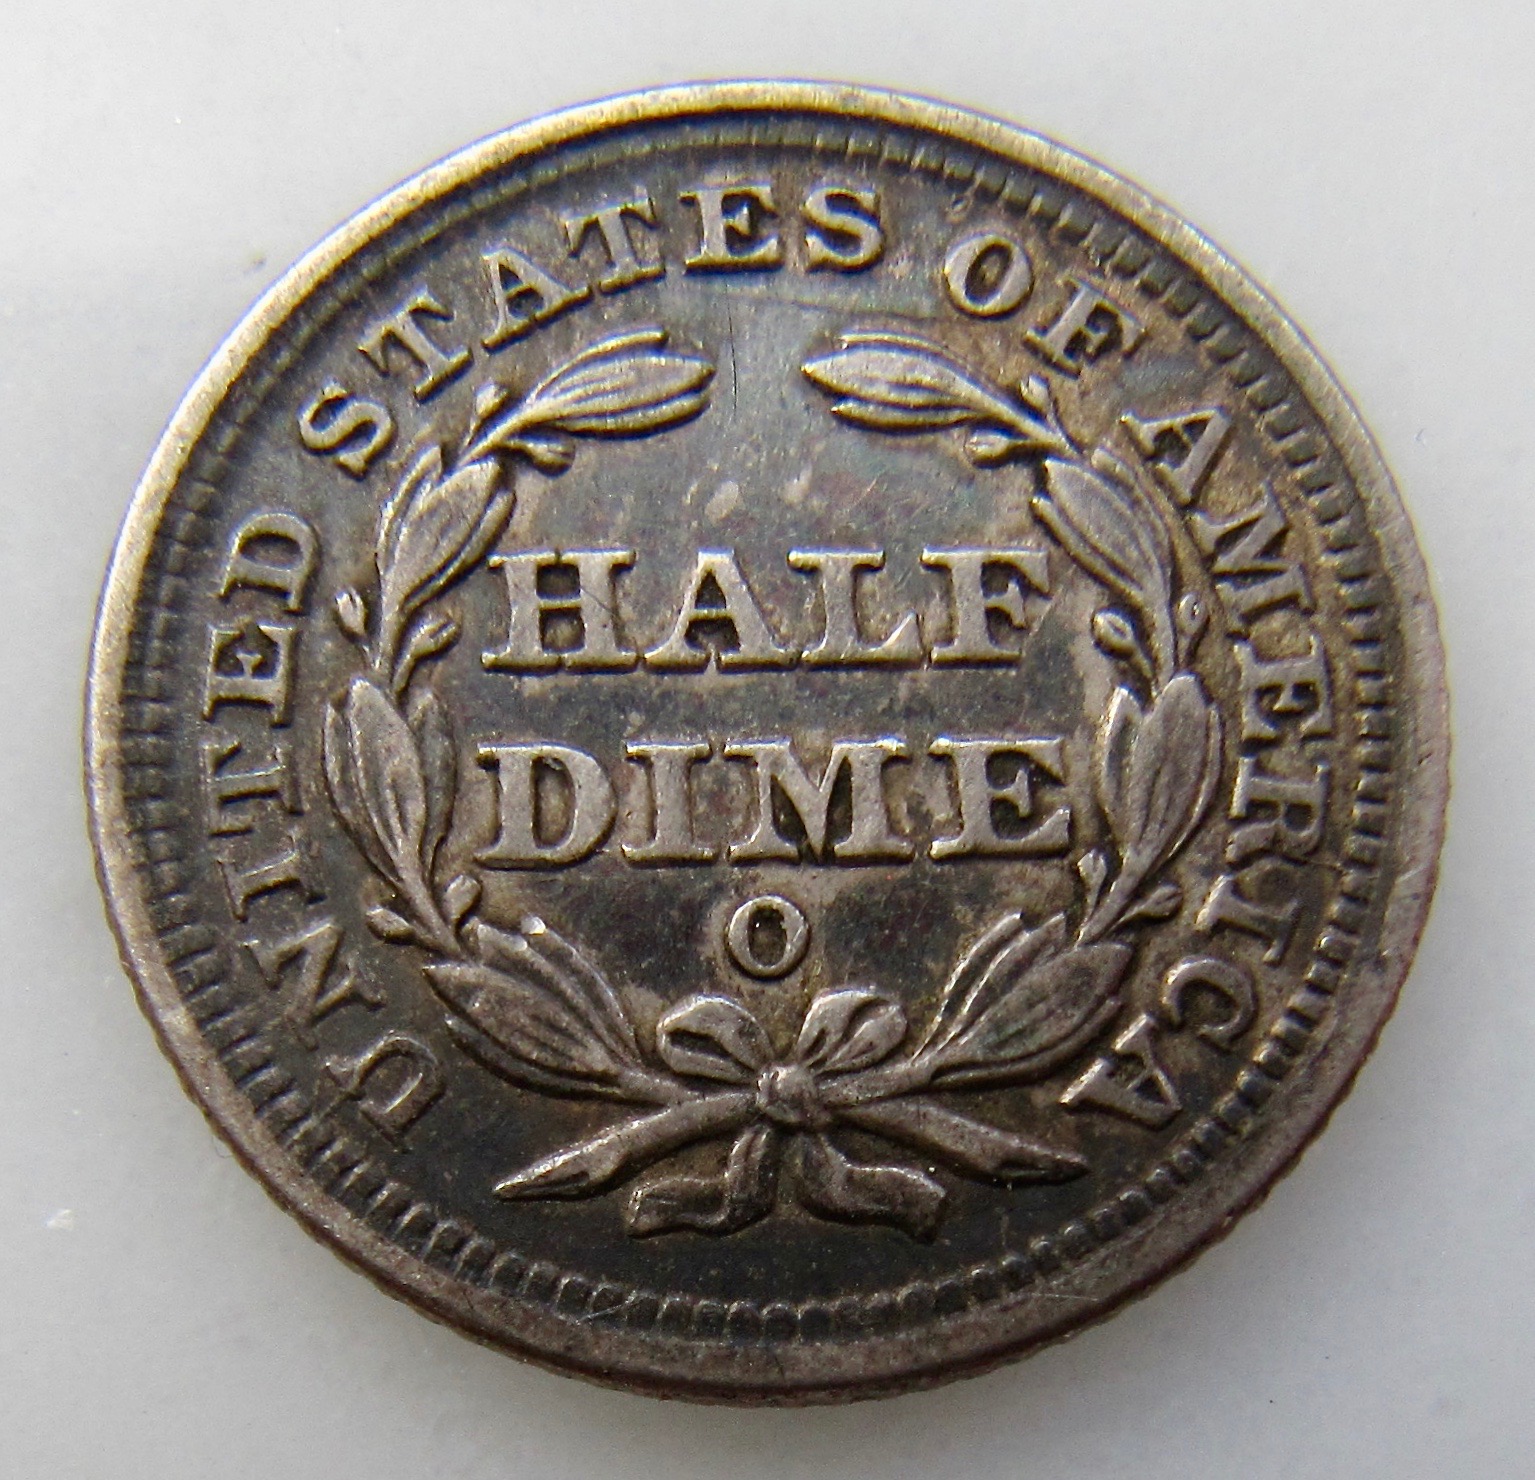 UNITED STATES OF AMERICA
HALF
DIME
O